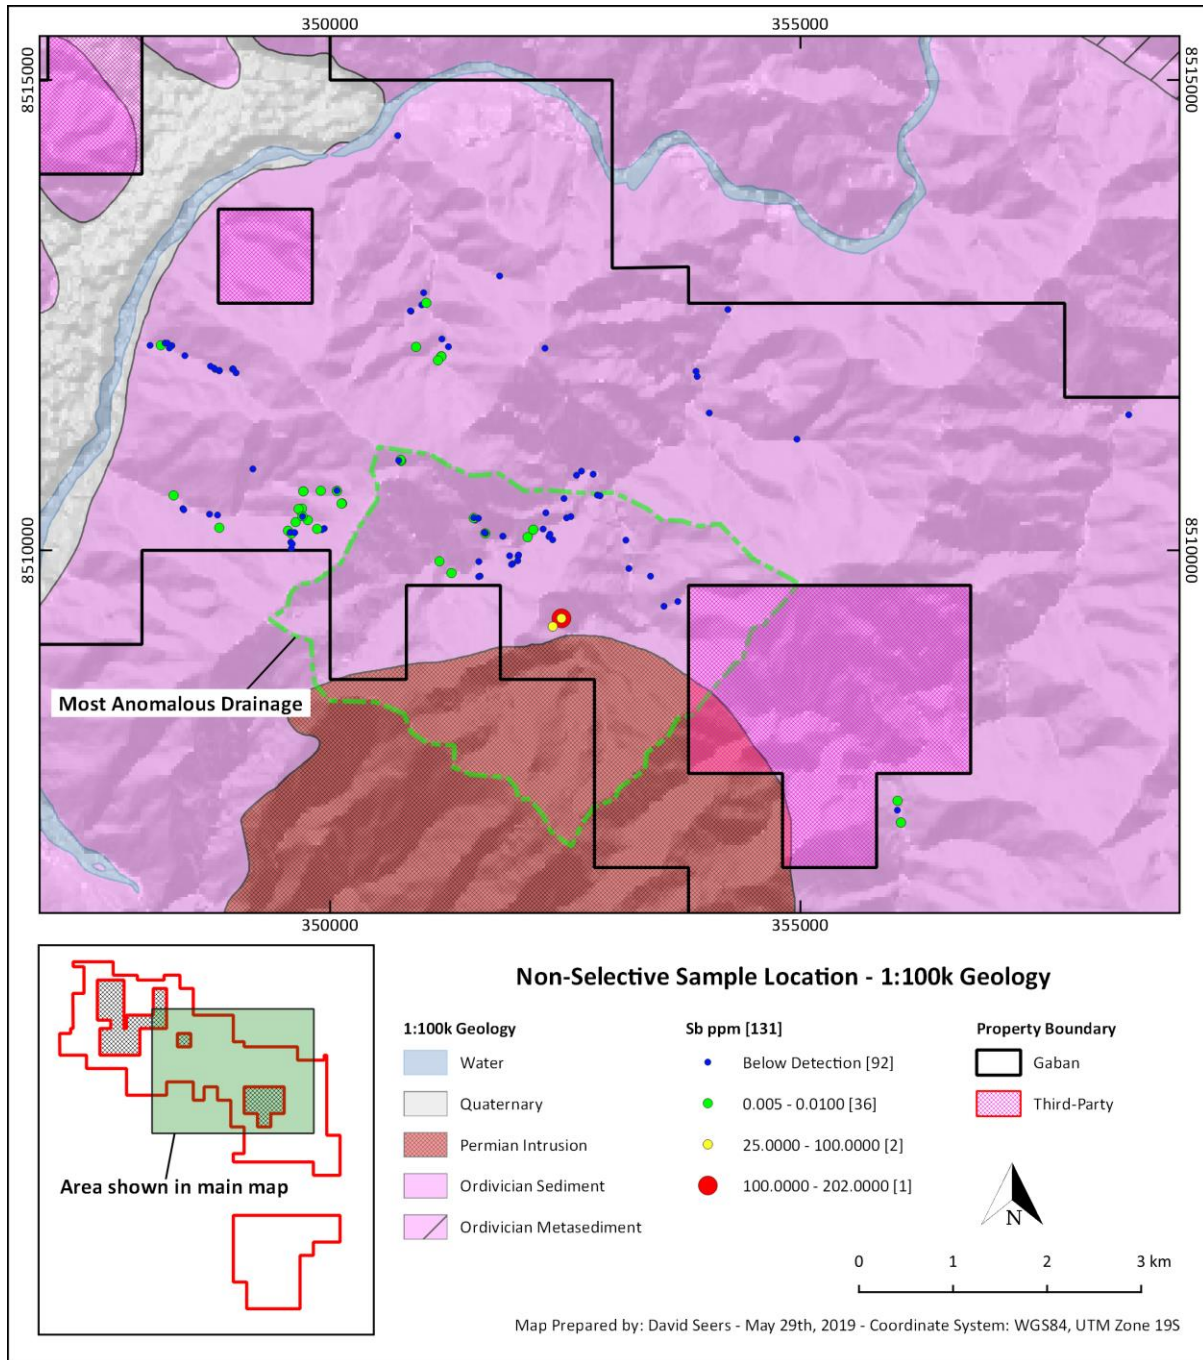 350000 355000
8515000 8515000
8510000 8510000
Most Anomalous Drainage
350000 355000
Area shown in main map
Non-Selective Sample Location - 1:100k Geology
1:100k Geology
Water
Quaternary
Permian Intrusion
Ordivician Sediment
Ordivician Metasediment
Sb ppm [131]
Below Detection [92]
0.005 - 0.0100 [36]
25.0000 - 100.0000 [2]
100.0000 - 202.0000 [1]
Property Boundary
Gaban
Third-Party
N
0 1 2 3 km
Map Prepared by: David Seers - May 29th, 2019 - Coordinate System: WGS84, UTM Zone 19S